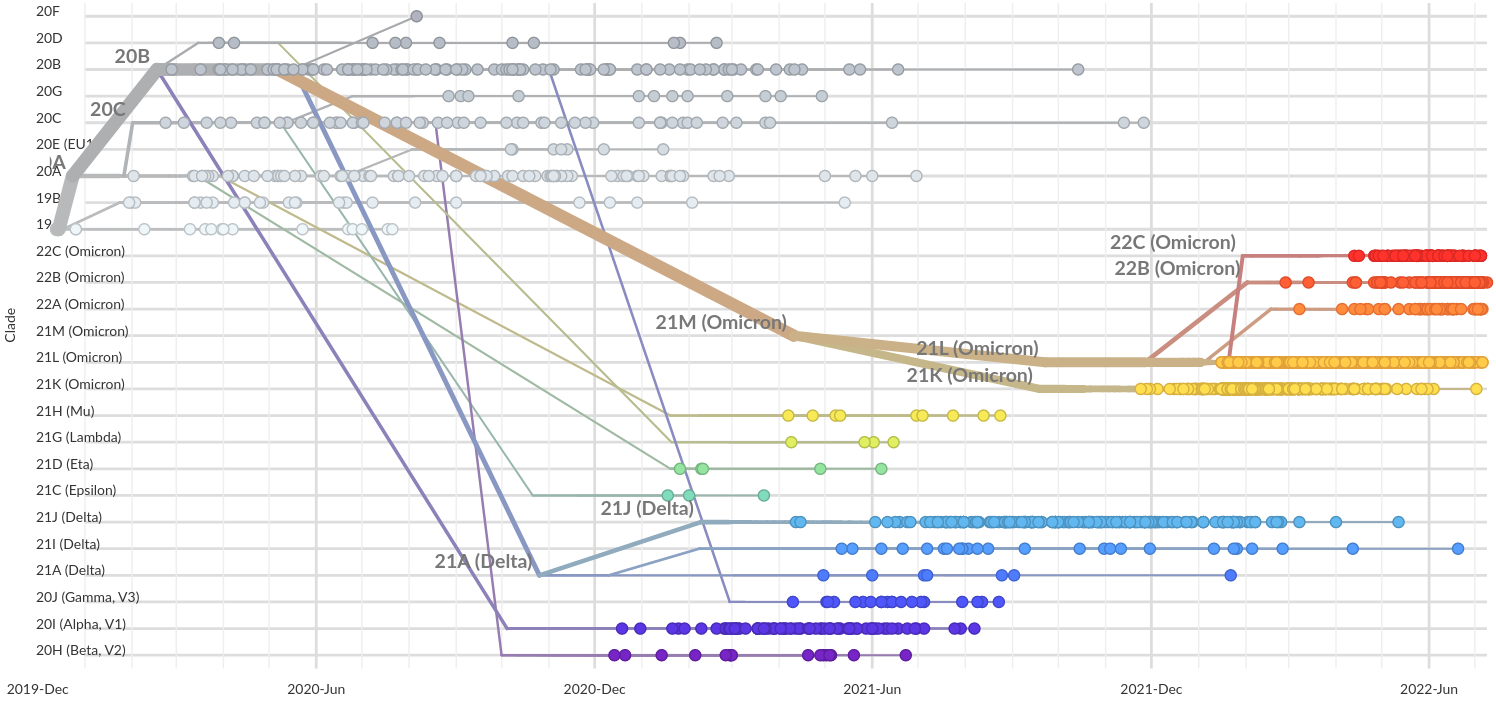 20F
20D
20B
20B
20G
20C
20C
20E (EU1
A
20A
19B
19
22C (Omicron)
22C (Omicron)
22B (Omicron)
22B (Omicron)
22A (Omicron)
21M (Omicron)
21M (Omicron)
21L (Omicron)
21L (Omicron)
21K (Omicron)
21K (Omicron)
21H (Mu)
21G (Lambda)
21D (Eta)
21C (Epsilon)
21J (Delta)
21J (Delta)
21I (Delta)
21A (Delta)
21A (Delta)
20J (Gamma, V3)
20I (Alpha, V1)
20H (Beta, V2)
Clade
2019-Dec 2020-Jun 2020-Dec 2021-Jun 2021-Dec 2022-Jun